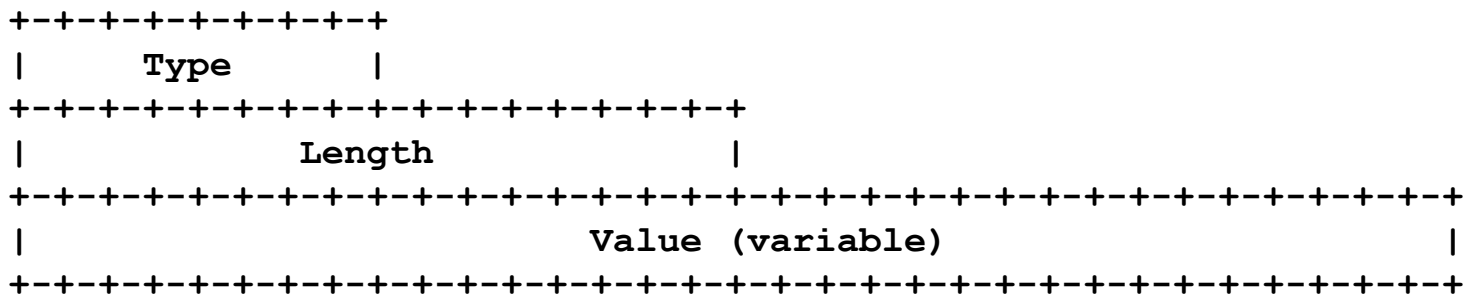 +-+-+-+-+-+-+-+-+
|     Type      |
+-+-+-+-+-+-+-+-+-+-+-+-+-+-+-+-+
|            Length             |
+-+-+-+-+-+-+-+-+-+-+-+-+-+-+-+-+-+-+-+-+-+-+-+-+-+-+-+-+-+-+-+-+
|                         Value (variable)                      |
+-+-+-+-+-+-+-+-+-+-+-+-+-+-+-+-+-+-+-+-+-+-+-+-+-+-+-+-+-+-+-+-+